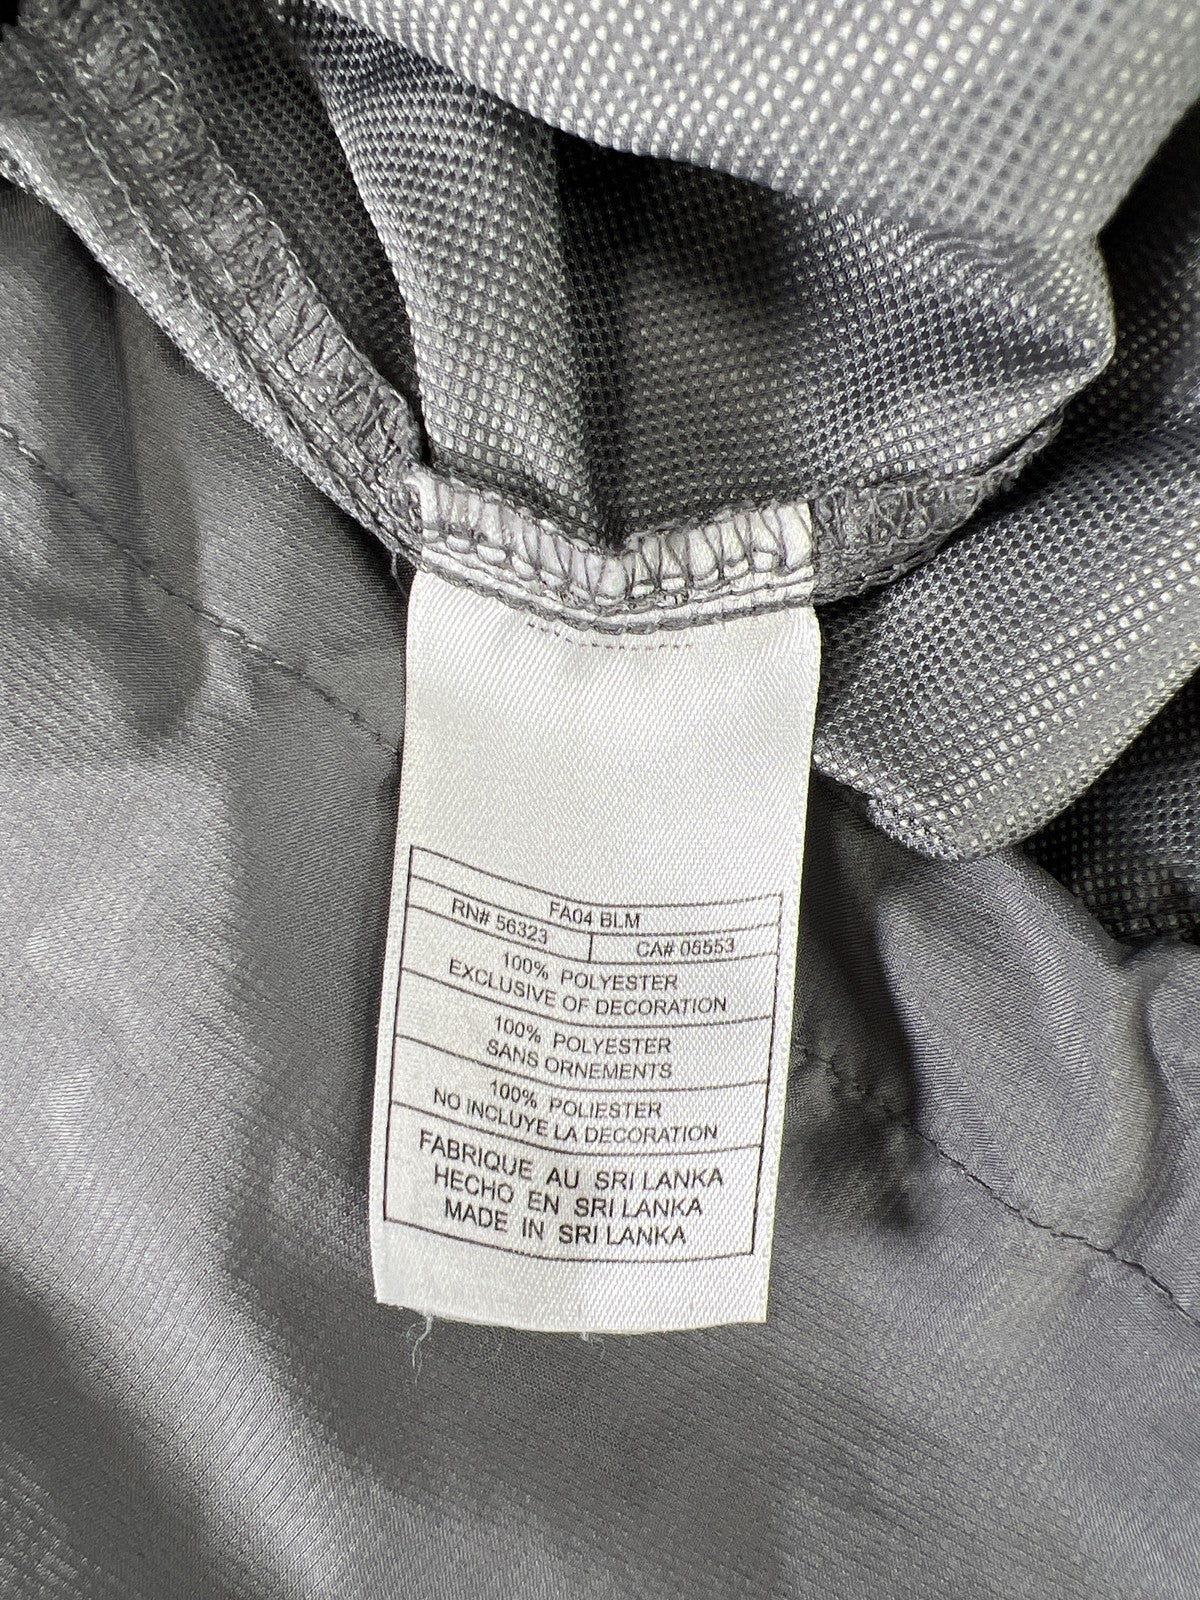 FA04 BLM
RN# 56323 CA# 08553
100% POLYESTER
EXCLUSIVE OF DECORATION
100% POLYESTER
SANS ORNEMENTS
100% POLIESTER
NO INCLUYE LA DECORATION
FABRIQUE AU SRI LANKA
HECHO EN SRI LANKA
MADE IN SRI LANKA